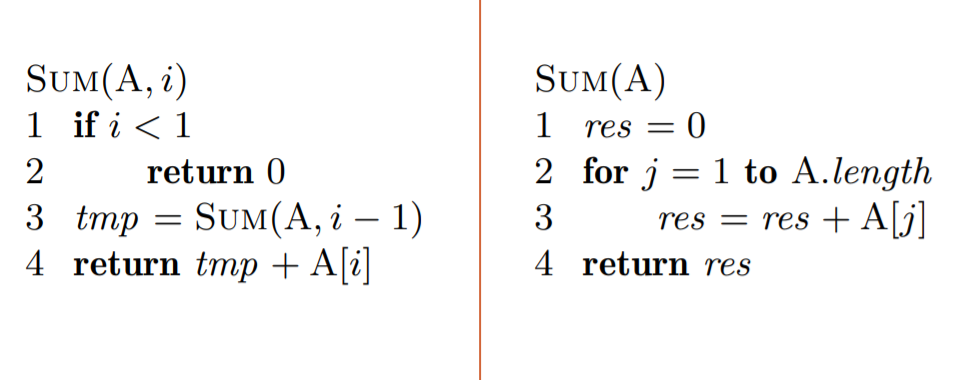 SUM(A, i)
1 if i < 1
2 return 0
3 tmp = SUM(A, i − 1)
4 return tmp + A[i]
SUM(A)
1 res = 0
2 for j = 1 to A.length
3 res = res + A[j]
4 return res